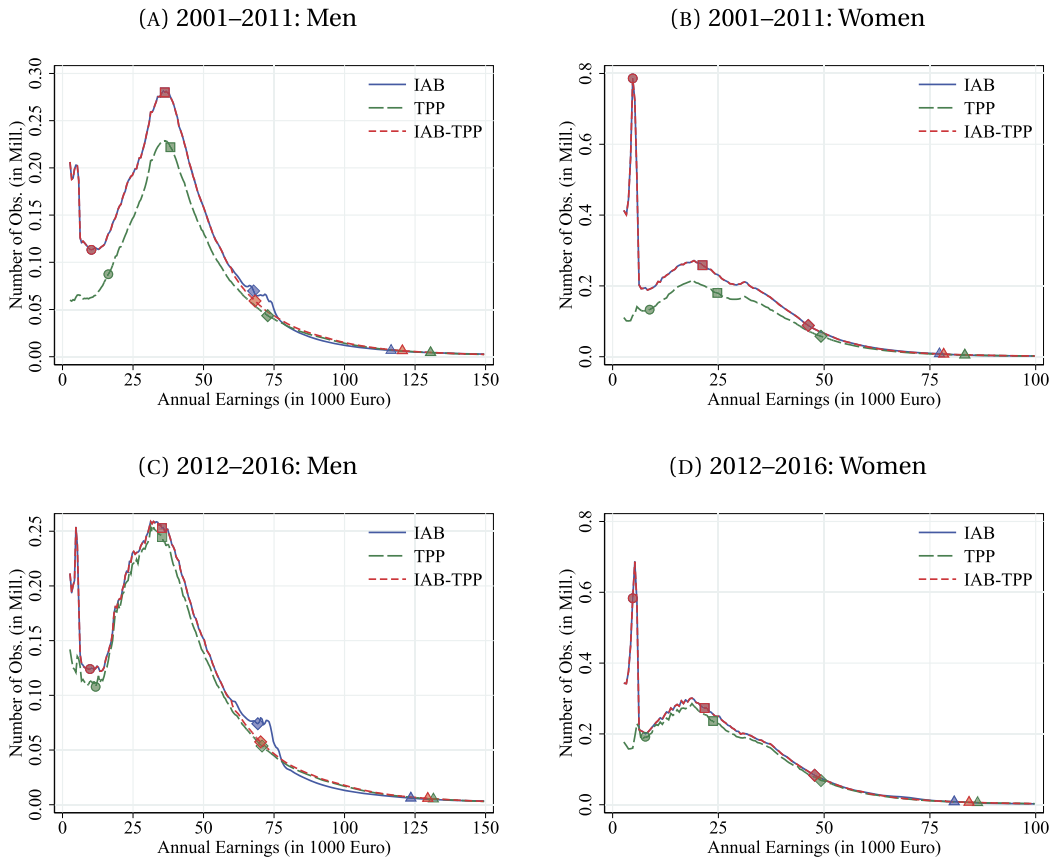 (A) 2001–2011: Men
Number of Obs. (in Mill.)
0.30
0.25
0.20
0.15
0.10
0.05
0.00
IAB
TPP
IAB-TPP
0 25 50 75 100 125 150
Annual Earnings (in 1000 Euro)
(B) 2001–2011: Women
Number of Obs. (in Mill.)
0.8
0.6
0.4
0.2
0.0
IAB
TPP
IAB-TPP
0 25 50 75 100
Annual Earnings (in 1000 Euro)
(C) 2012–2016: Men
Number of Obs. (in Mill.)
0.25
0.20
0.15
0.10
0.05
0.00
IAB
TPP
IAB-TPP
0 25 50 75 100 125 150
Annual Earnings (in 1000 Euro)
(D) 2012–2016: Women
Number of Obs. (in Mill.)
0.8
0.6
0.4
0.2
0.0
IAB
TPP
IAB-TPP
0 25 50 75 100
Annual Earnings (in 1000 Euro)